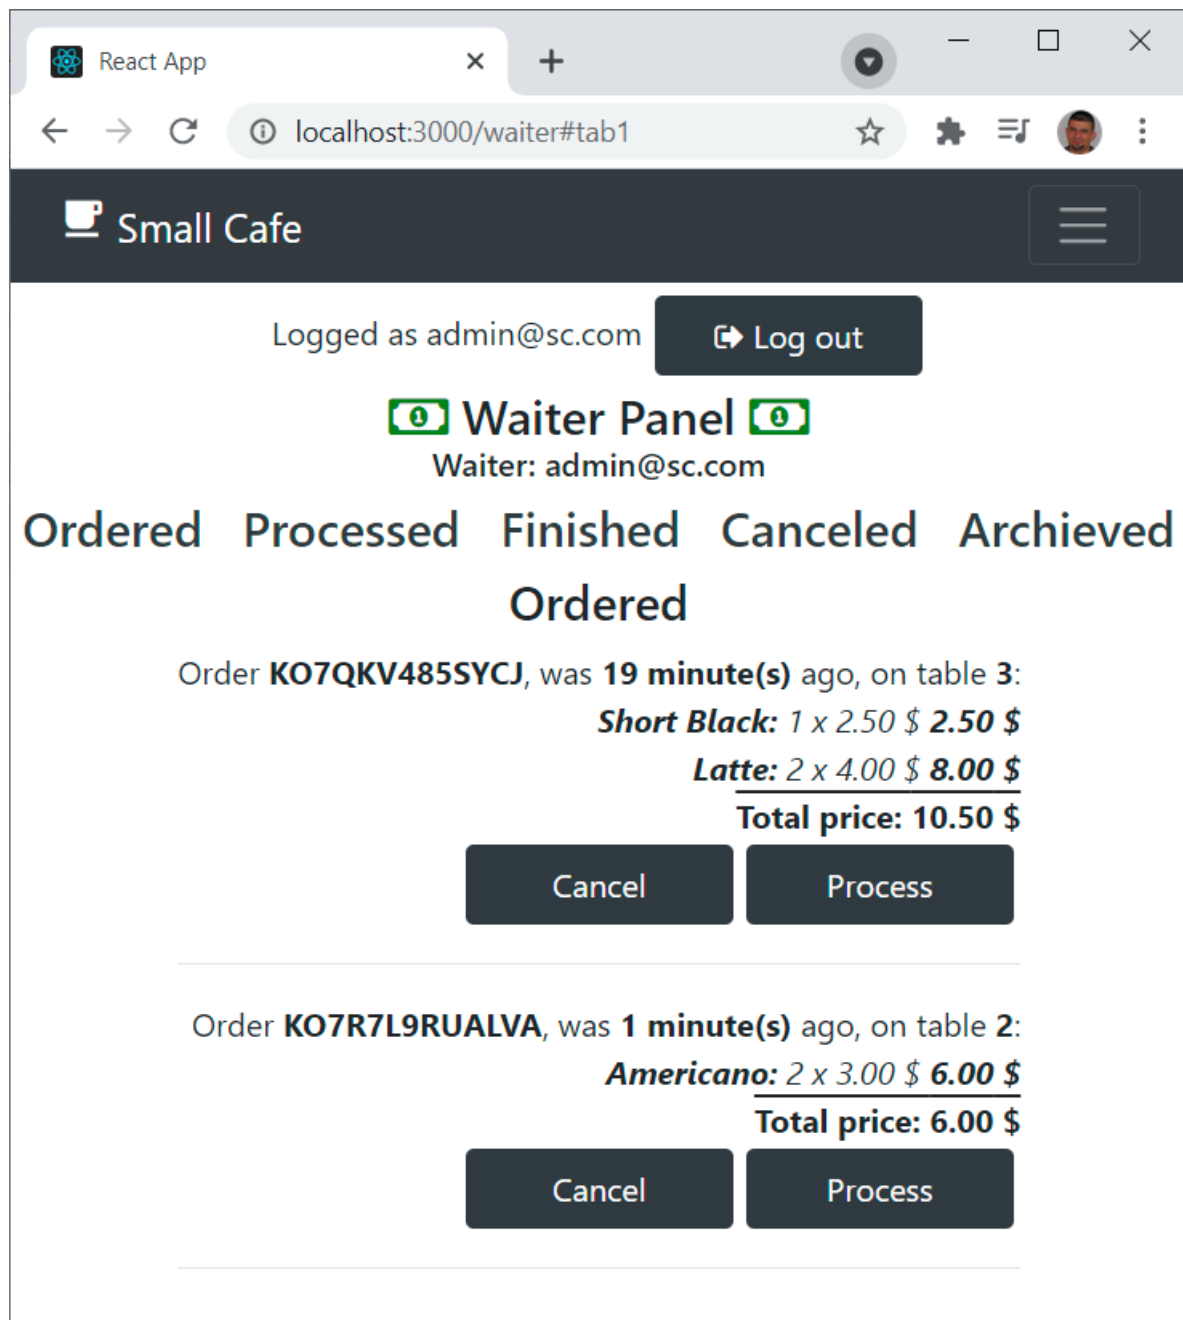 React App
localhost:3000/waiter#tab1
Small Cafe
Logged as admin@sc.com Log out
Waiter Panel
Waiter: admin@sc.com
Ordered Processed Finished Canceled Archieved
Ordered
Order KO7QKV485SYCJ, was 19 minute(s) ago, on table 3:
Short Black: 1 x 2.50 $ 2.50 $
Latte: 2 x 4.00 $ 8.00 $
Total price: 10.50 $
Cancel Process
Order KO7R7L9RUALVA, was 1 minute(s) ago, on table 2:
Americano: 2 x 3.00 $ 6.00 $
Total price: 6.00 $
Cancel Process